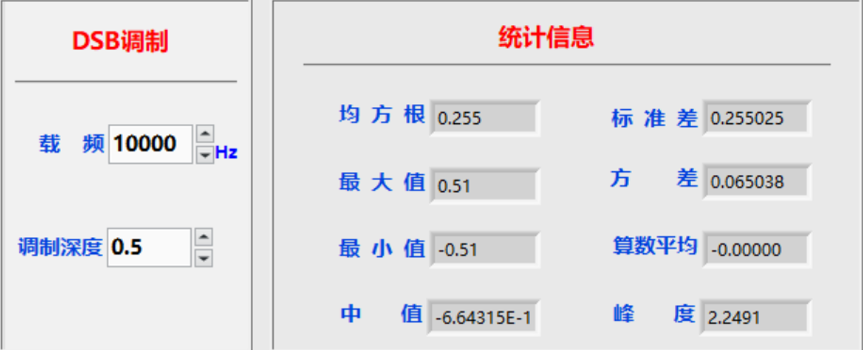 DSB调制
载 频 10000 Hz
调制深度 0.5
统计信息
均 方 根 0.255 标 准 差 0.255025
最 大 值 0.51 方 差 0.065038
最 小 值 -0.51 算数平均 -0.00000
中 值 -6.64315E-1 峰 度 2.2491